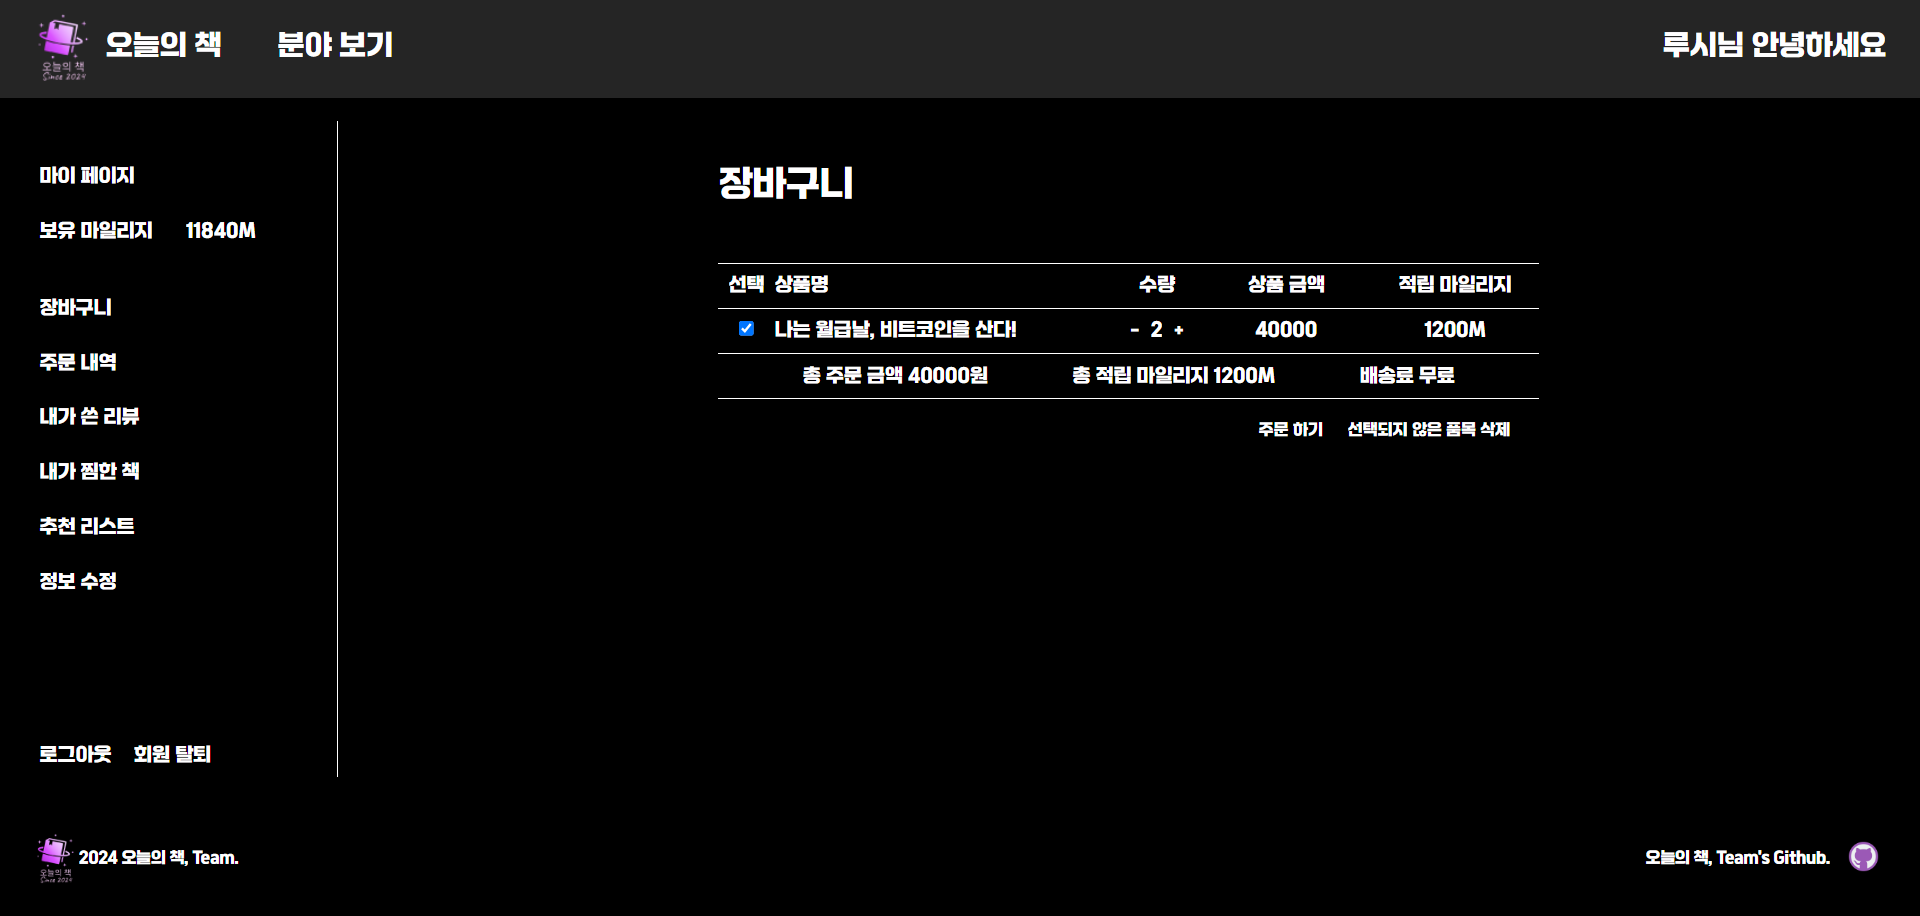 오늘의 책
Since 2024
오늘의 책 분야 보기 루시님 안녕하세요
마이 페이지
보유 마일리지 11840M
장바구니
주문 내역
내가 쓴 리뷰
내가 찜한 책
추천 리스트
정보 수정
로그아웃 회원 탈퇴
장바구니
선택 상품명 수량 상품 금액 적립 마일리지
나는 월급날, 비트코인을 산다! - 2 + 40000 1200M
총 주문 금액 40000원 총 적립 마일리지 1200M 배송료 무료
주문 하기 선택되지 않은 품목 삭제
오늘의 책
Since 2024
2024 오늘의 책, Team.
오늘의 책, Team's Github.